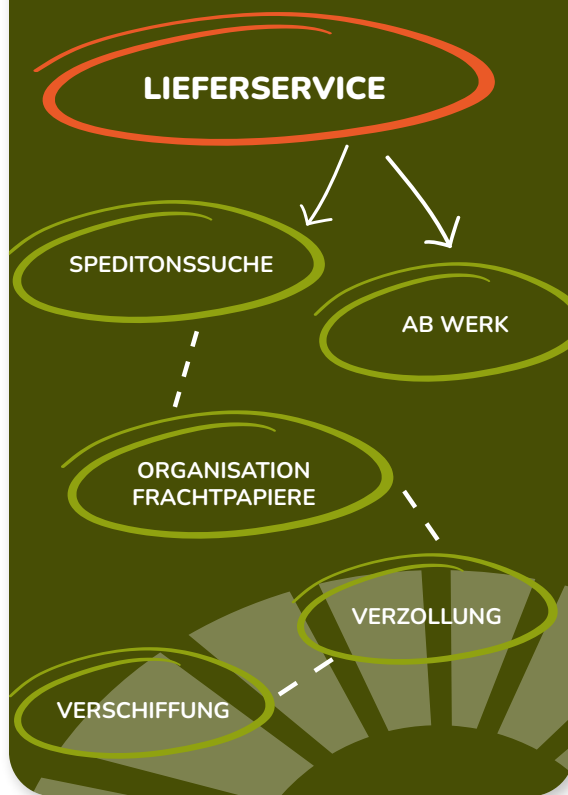 LIEFERSERVICE
SPEDITONSSUCHE
AB WERK
ORGANISATION
FRACHTPAPIERE
VERZOLLUNG
VERSCHIFFUNG